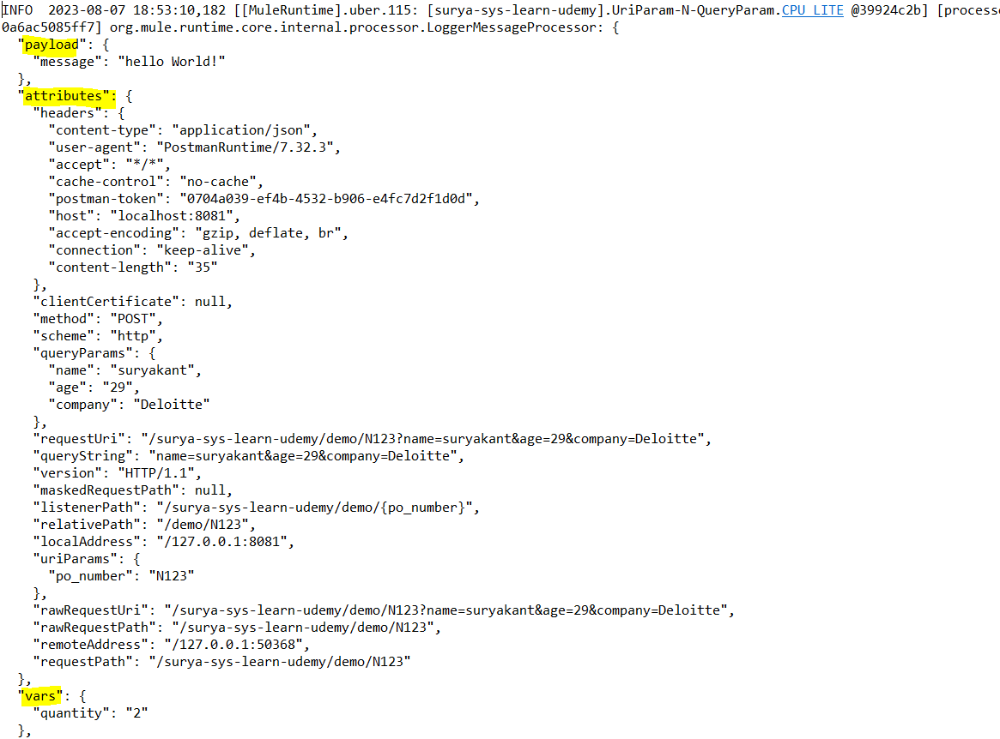 INFO  2023-08-07 18:53:10,182 [[MuleRuntime].uber.115: [surya-sys-learn-udemy].UriParam-N-QueryParam.CPU_LITE @39924c2b] [process
0a6ac5085ff7] org.mule.runtime.core.internal.processor.LoggerMessageProcessor: {
  "payload": {
    "message": "hello World!"
  },
  "attributes": {
    "headers": {
      "content-type": "application/json",
      "user-agent": "PostmanRuntime/7.32.3",
      "accept": "*/*",
      "cache-control": "no-cache",
      "postman-token": "0704a039-ef4b-4532-b906-e4fc7d2f1d0d",
      "host": "localhost:8081",
      "accept-encoding": "gzip, deflate, br",
      "connection": "keep-alive",
      "content-length": "35"
    },
    "clientCertificate": null,
    "method": "POST",
    "scheme": "http",
    "queryParams": {
      "name": "suryakant",
      "age": "29",
      "company": "Deloitte"
    },
    "requestUri": "/surya-sys-learn-udemy/demo/N123?name=suryakant&age=29&company=Deloitte",
    "queryString": "name=suryakant&age=29&company=Deloitte",
    "version": "HTTP/1.1",
    "maskedRequestPath": null,
    "listenerPath": "/surya-sys-learn-udemy/demo/{po_number}",
    "relativePath": "/demo/N123",
    "localAddress": "/127.0.0.1:8081",
    "uriParams": {
      "po_number": "N123"
    },
    "rawRequestUri": "/surya-sys-learn-udemy/demo/N123?name=suryakant&age=29&company=Deloitte",
    "rawRequestPath": "/surya-sys-learn-udemy/demo/N123",
    "remoteAddress": "/127.0.0.1:50368",
    "requestPath": "/surya-sys-learn-udemy/demo/N123"
  },
  "vars": {
    "quantity": "2"
  },